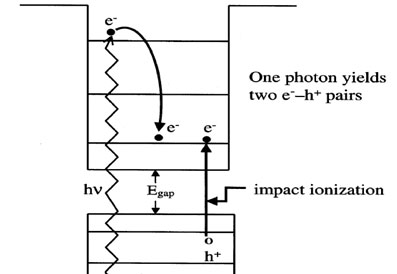 e-
One photon yields
two e-–h+ pairs
e-
e-
hν
Egap
impact ionization
h+